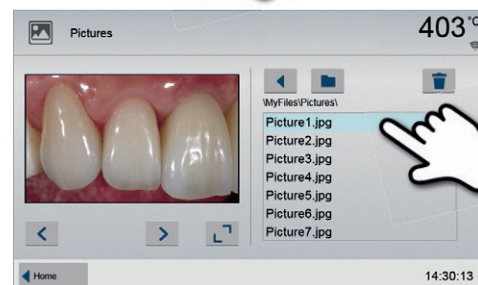 Pictures
403°C
\MyFiles\Pictures\
Picture1.jpg
Picture2.jpg
Picture3.jpg
Picture4.jpg
Picture5.jpg
Picture6.jpg
Picture7.jpg
Home
14:30:13